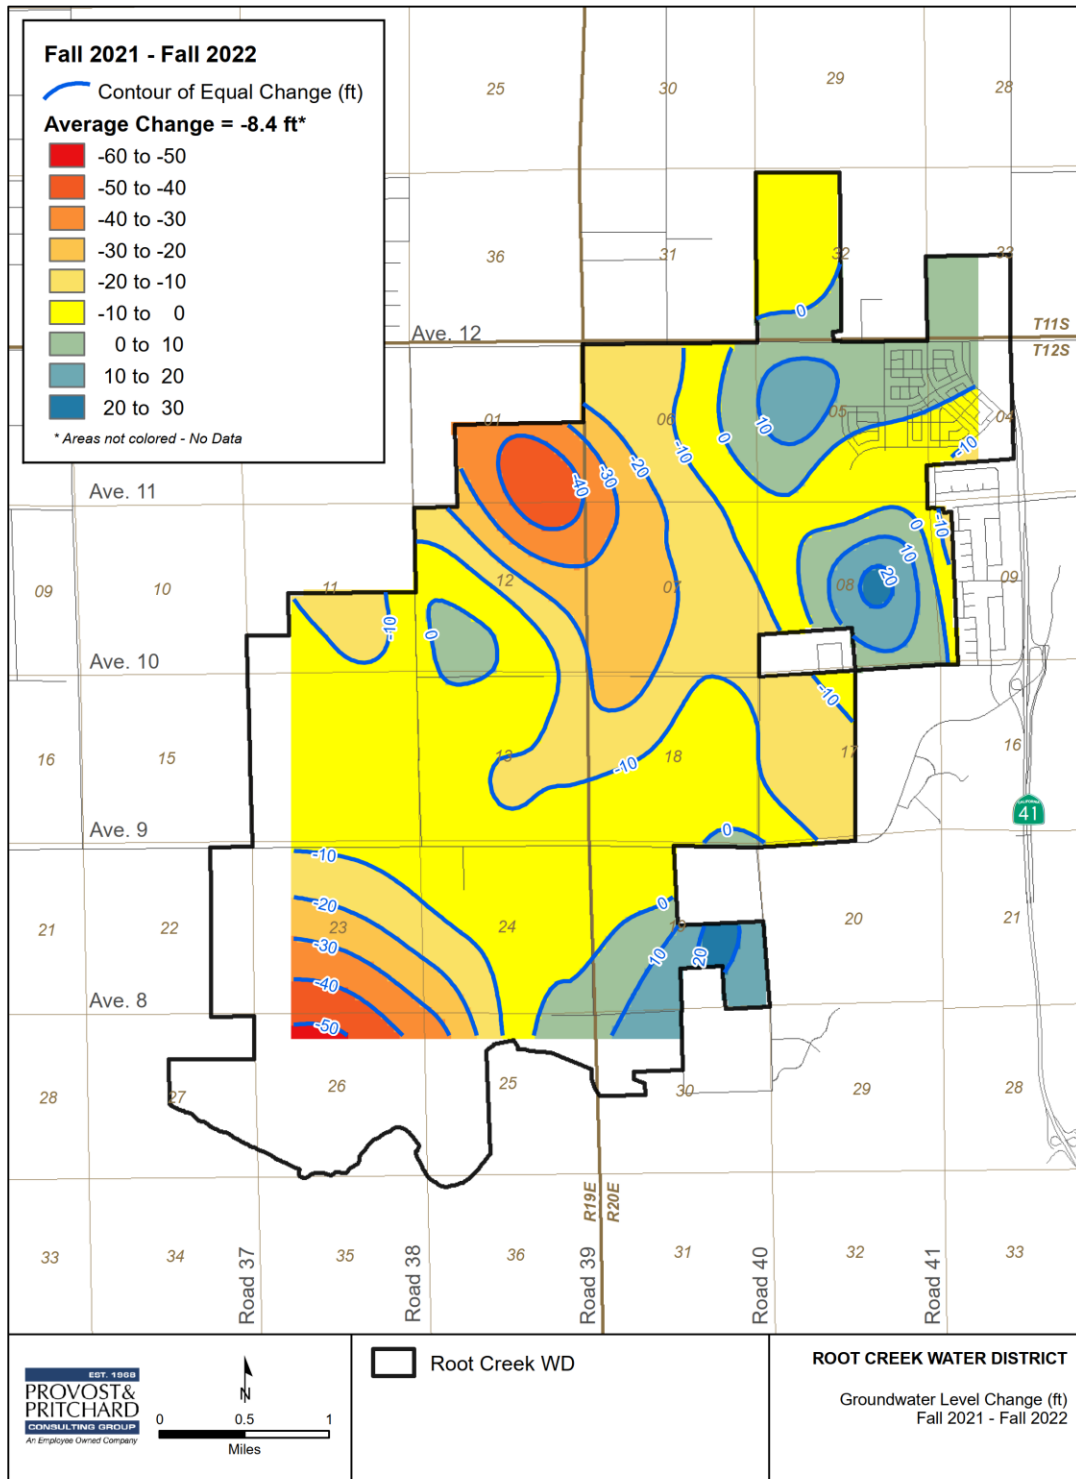 Fall 2021 - Fall 2022
Contour of Equal Change (ft)
Average Change = -8.4 ft*
-60 to -50
-50 to -40
-40 to -30
-30 to -20
-20 to -10
-10 to 0
0 to 10
10 to 20
20 to 30
* Areas not colored - No Data
25
30
29
28
36
31
32
33
0
Ave. 12
T11S
T12S
01
06
05
04
10
0
-10
-20
-30
-40
-10
Ave. 11
-10
0
10
20
09
10
11
12
07
08
09
-10
0
Ave. 10
-10
16
15
13
18
17
16
-10
41
Ave. 9
0
-10
-20
21
22
23
24
0
19
20
21
-30
10
20
-40
Ave. 8
-50
28
27
26
25
30
29
28
R19E
R20E
33
34
35
36
31
32
33
Road 37
Road 38
Road 39
Road 40
Road 41
EST. 1968
PROVOST&
PRITCHARD
CONSULTING GROUP
An Employee Owned Company
N
0 0.5 1
Miles
Root Creek WD
ROOT CREEK WATER DISTRICT
Groundwater Level Change (ft)
Fall 2021 - Fall 2022